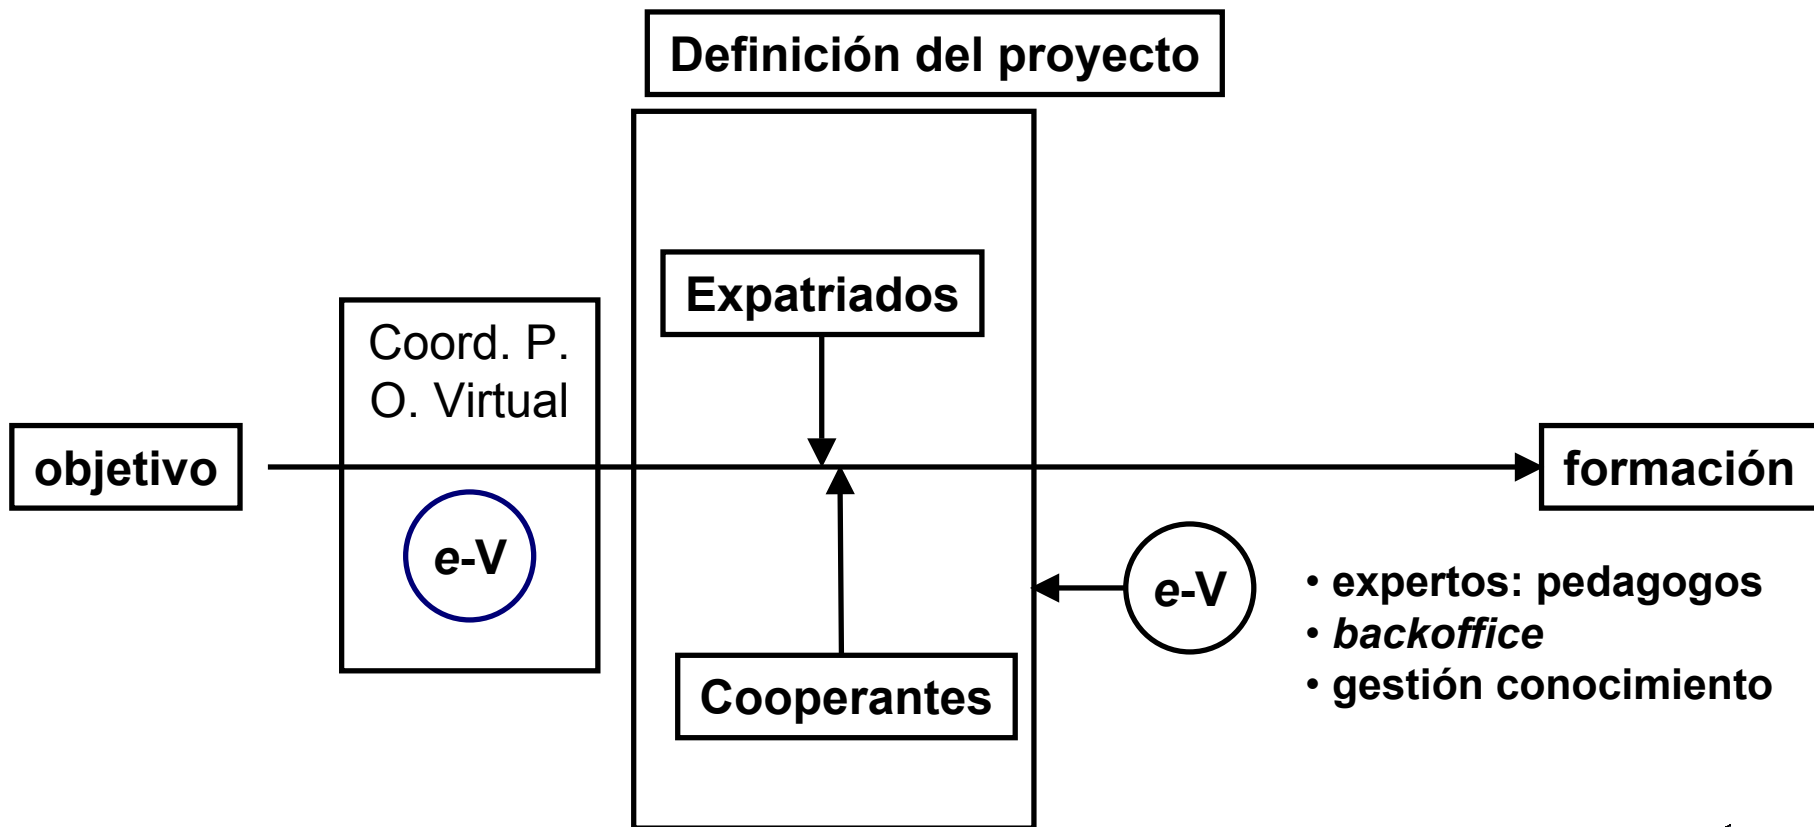 Definición del proyecto
Expatriados
Coord. P.
O. Virtual
objetivo
formación
e-V
e-V
• expertos: pedagogos
• backoffice
• gestión conocimiento
Cooperantes